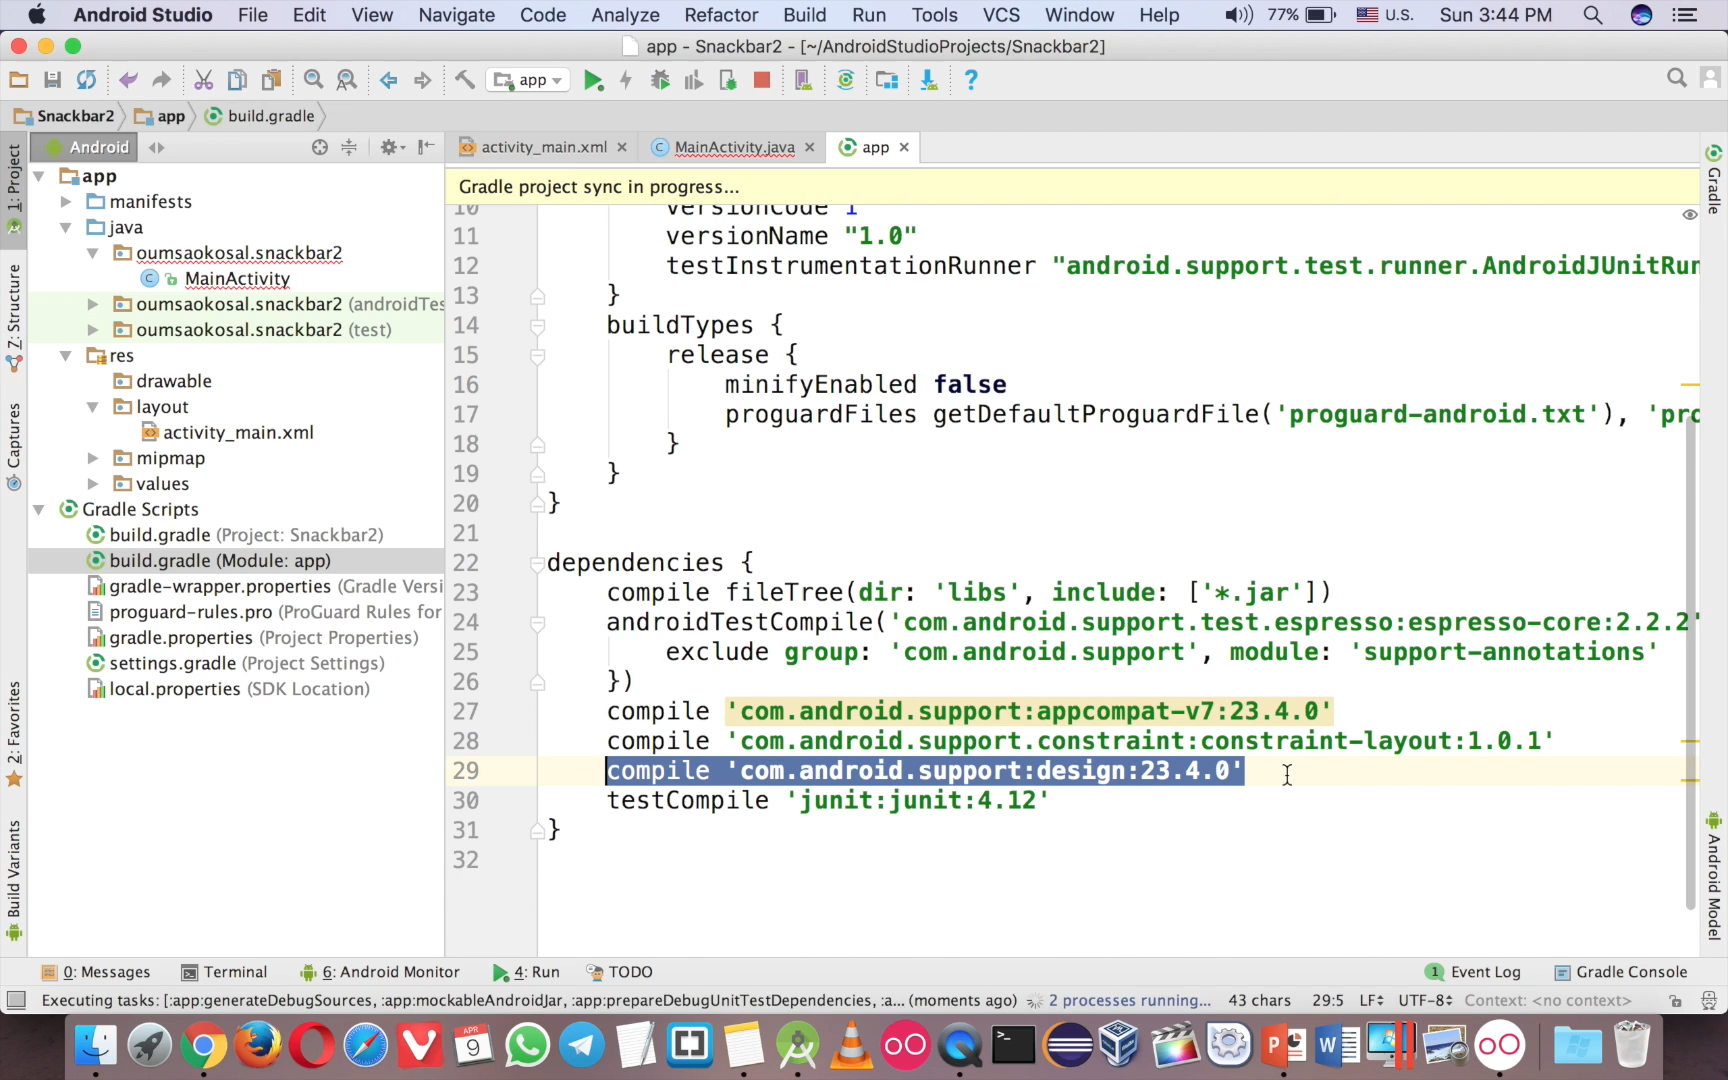 Android Studio File Edit View Navigate Code Analyze Refactor Build Run Tools VCS Window Help 77% U.S. Sun 3:44 PM
app - Snackbar2 - [~/AndroidStudioProjects/Snackbar2]
app
Snackbar2 app build.gradle
Android activity_main.xml MainActivity.java app
Gradle project sync in progress...
1: Project
Z: Structure
Captures
2: Favorites
Build Variants
app
manifests
java
oumsaokosal.snackbar2
MainActivity
oumsaokosal.snackbar2 (androidTes
oumsaokosal.snackbar2 (test)
res
drawable
layout
activity_main.xml
mipmap
values
Gradle Scripts
build.gradle (Project: Snackbar2)
build.gradle (Module: app)
gradle-wrapper.properties (Gradle Versi
proguard-rules.pro (ProGuard Rules for
gradle.properties (Project Properties)
settings.gradle (Project Settings)
local.properties (SDK Location)
10 versionCode 1
11 versionName "1.0"
12 testInstrumentationRunner "android.support.test.runner.AndroidJUnitRun
13 }
14 buildTypes {
15 release {
16 minifyEnabled false
17 proguardFiles getDefaultProguardFile('proguard-android.txt'), 'pro
18 }
19 }
20 }
21
22 dependencies {
23 compile fileTree(dir: 'libs', include: ['*.jar'])
24 androidTestCompile('com.android.support.test.espresso:espresso-core:2.2.2'
25 exclude group: 'com.android.support', module: 'support-annotations'
26 })
27 compile 'com.android.support:appcompat-v7:23.4.0'
28 compile 'com.android.support.constraint:constraint-layout:1.0.1'
29 compile 'com.android.support:design:23.4.0'
30 testCompile 'junit:junit:4.12'
31 }
32
Gradle
Android Model
0: Messages Terminal 6: Android Monitor 4: Run TODO 1 Event Log Gradle Console
Executing tasks: [:app:generateDebugSources, :app:mockableAndroidJar, :app:prepareDebugUnitTestDependencies, :a... (moments ago) 2 processes running... 43 chars 29:5 LF UTF-8 Context: <no context>
APR
9
P
W